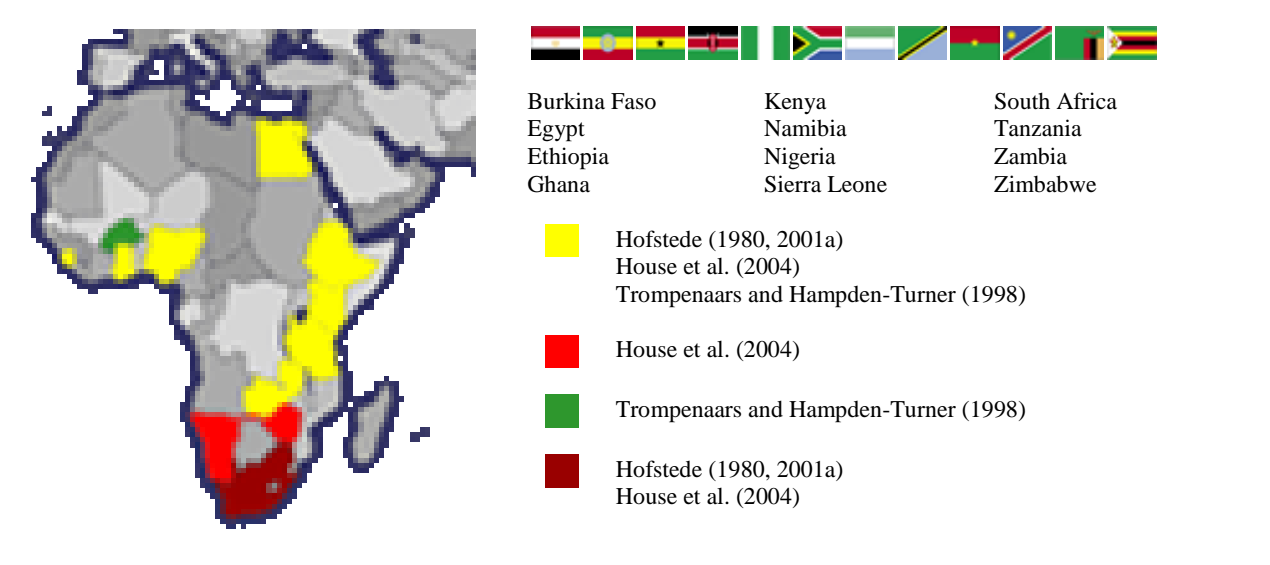 Burkina Faso
Egypt
Ethiopia
Ghana
Kenya
Namibia
Nigeria
Sierra Leone
South Africa
Tanzania
Zambia
Zimbabwe
Hofstede (1980, 2001a)
House et al. (2004)
Trompenaars and Hampden-Turner (1998)
House et al. (2004)
Trompenaars and Hampden-Turner (1998)
Hofstede (1980, 2001a)
House et al. (2004)